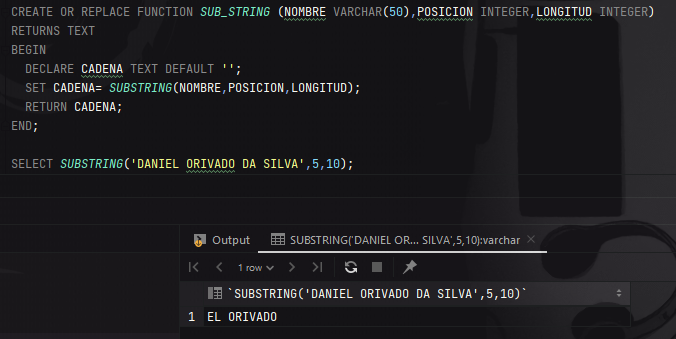 CREATE OR REPLACE FUNCTION SUB_STRING (NOMBRE VARCHAR(50),POSICION INTEGER,LONGITUD INTEGER)
RETURNS TEXT
BEGIN
DECLARE CADENA TEXT DEFAULT '';
SET CADENA= SUBSTRING(NOMBRE,POSICION,LONGITUD);
RETURN CADENA;
END;
SELECT SUBSTRING('DANIEL ORIVADO DA SILVA',5,10);
Output SUBSTRING('DANIEL OR... SILVA',5,10):varchar
1 row
`SUBSTRING('DANIEL ORIVADO DA SILVA',5,10)`
1 EL ORIVADO